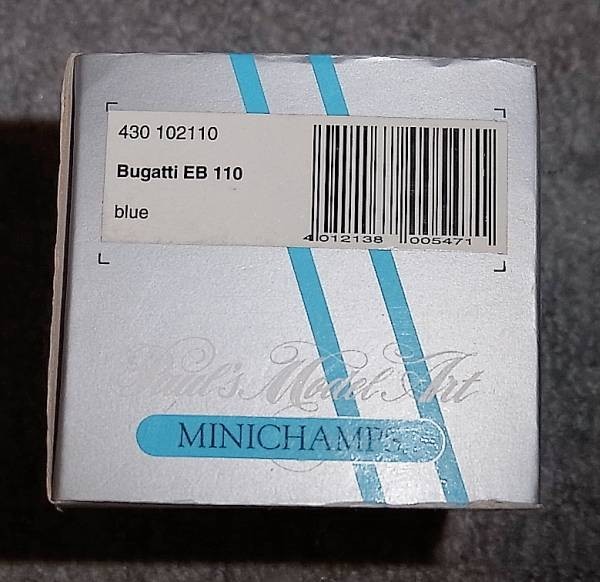 430 102110
Bugatti EB 110
blue
4 012138 005471
Paul's Model Art
MINICHAMPS